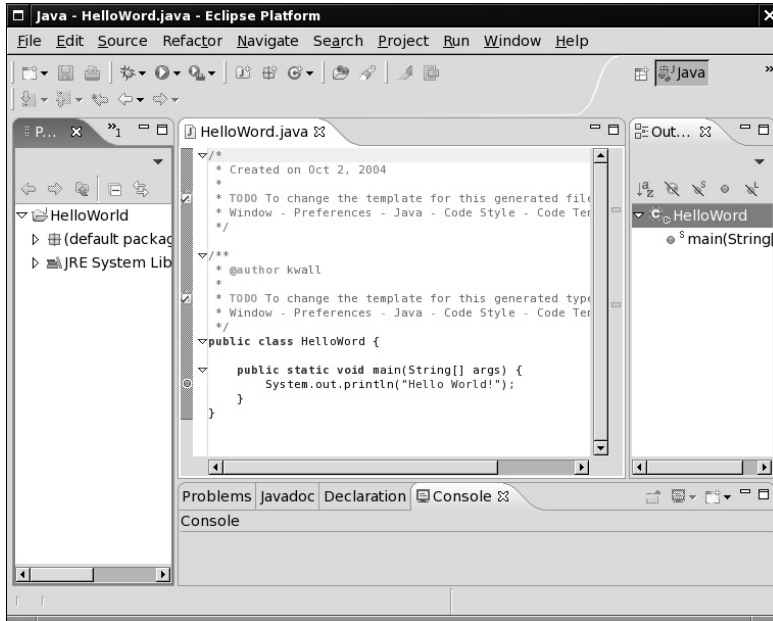 Java - HelloWord.java - Eclipse Platform
File Edit Source Refactor Navigate Search Project Run Window Help
Java »
P... »1
HelloWord.java
Out...
HelloWorld
(default packag
JRE System Lib
/*
* Created on Oct 2, 2004
*
* TODO To change the template for this generated file
* Window - Preferences - Java - Code Style - Code Tem
*/
/**
* @author kwall
*
* TODO To change the template for this generated type
* Window - Preferences - Java - Code Style - Code Tem
*/
public class HelloWord {
public static void main(String[] args) {
System.out.println("Hello World!");
}
}
HelloWord
main(String[
Problems Javadoc Declaration Console
Console